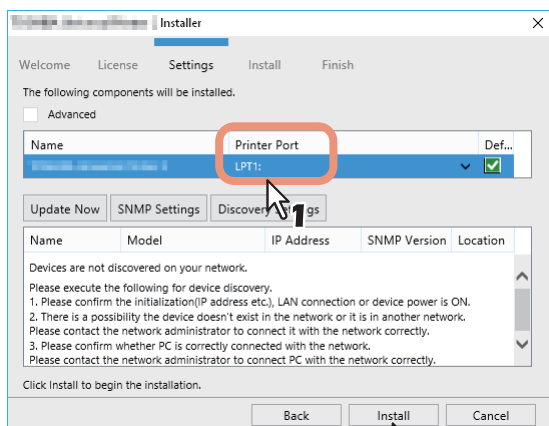 Installer
Welcome License Settings Install Finish
The following components will be installed.
Advanced
Name Printer Port Def...
LPT1:
Update Now SNMP Settings Discovery
1
Name Model IP Address SNMP Version Location
Devices are not discovered on your network.
Please execute the following for device discovery.
1. Please confirm the initialization(IP address etc.), LAN connection or device power is ON.
2. There is a possibility the device doesn't exist in the network or it is in another network.
Please contact the network administrator to connect it with the network correctly.
3. Please confirm whether PC is correctly connected with the network.
Please contact the network administrator to connect PC with the network correctly.
Click Install to begin the installation.
Back Install Cancel